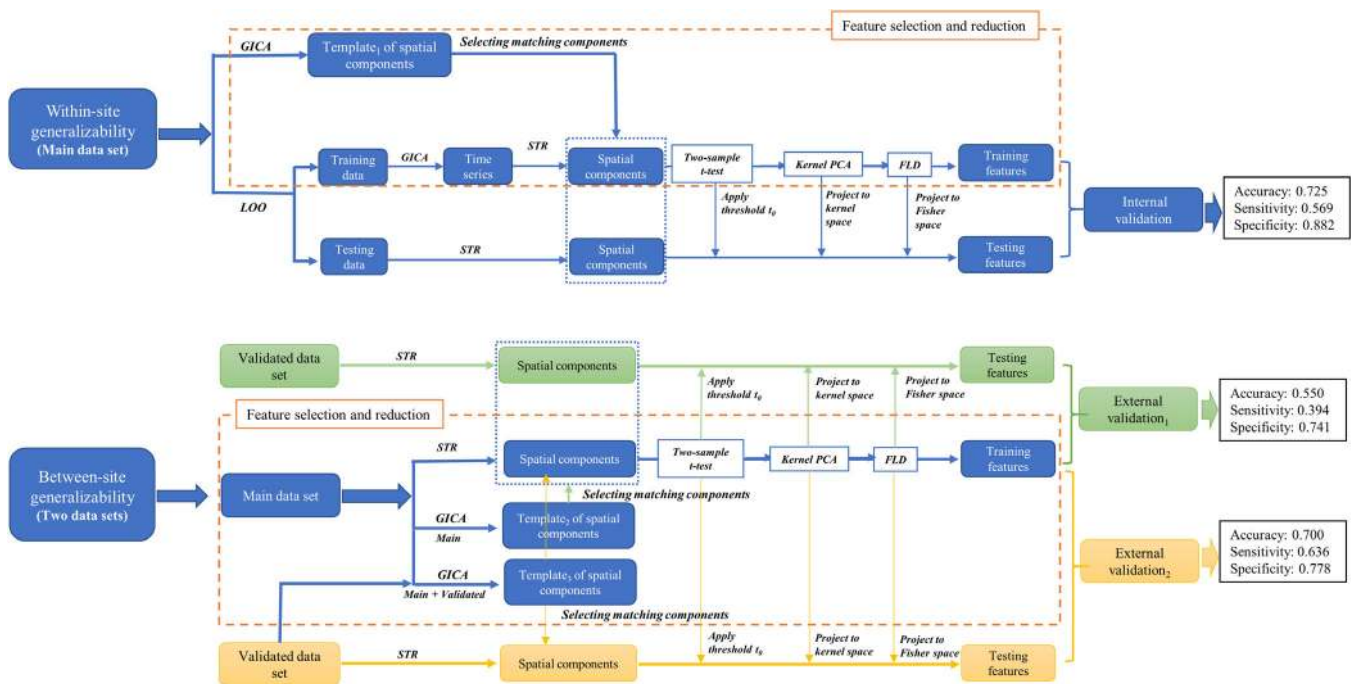 Feature selection and reduction
GICA
Template₁ of spatial
components
Selecting matching components
Within-site
generalizability
(Main data set)
Training
data
GICA
Time
series
STR
Spatial
components
Two-sample
t-test
Kernel PCA
FLD
Training
features
LOO
Apply
threshold t₀
Project to
kernel
space
Project to
Fisher
space
Internal
validation
Accuracy: 0.725
Sensitivity: 0.569
Specificity: 0.882
Testing
data
STR
Spatial
components
Testing
features
Validated data
set
STR
Spatial components
Testing
features
Apply
threshold t₀
Project to
kernel space
Project to
Fisher space
External
validation₁
Accuracy: 0.550
Sensitivity: 0.394
Specificity: 0.741
Feature selection and reduction
Between-site
generalizability
(Two data sets)
Main data set
STR
Spatial components
Two-sample
t-test
Kernel PCA
FLD
Training
features
Selecting matching components
GICA
Main
Template₂ of spatial
components
GICA
Main + Validated
Template₃ of spatial
components
Selecting matching components
External
validation₂
Accuracy: 0.700
Sensitivity: 0.636
Specificity: 0.778
Validated data
set
STR
Spatial components
Apply
threshold t₀
Project to
kernel space
Project to
Fisher space
Testing
features